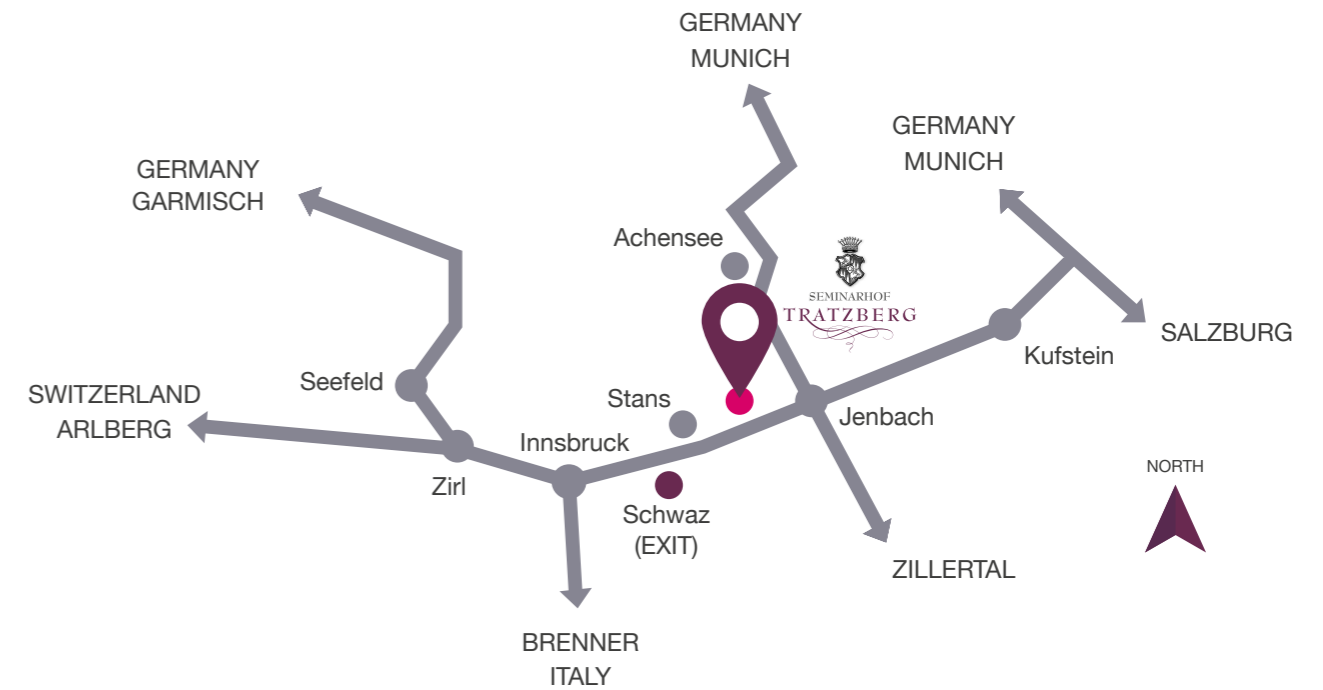 GERMANY
MUNICH
GERMANY
MUNICH
GERMANY
GARMISCH
Achensee
SEMINARHOF
TRATZBERG
SALZBURG
Kufstein
Seefeld
SWITZERLAND
ARLBERG
Stans
Jenbach
Innsbruck
Zirl
NORTH
Schwaz
(EXIT)
ZILLERTAL
BRENNER
ITALY